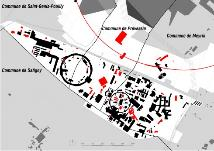 Commune de Saint-Genis-Pouilly
Commune de Prévessin
Commune de Meyrin
Commune de Satigny